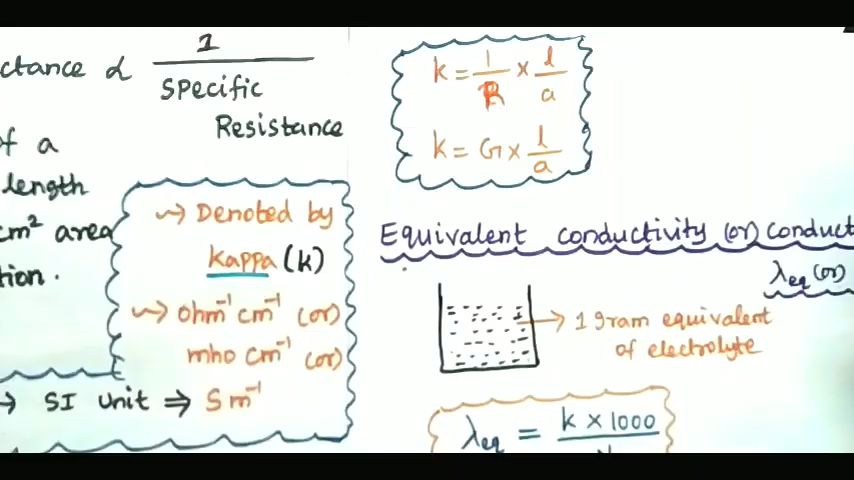 ctance ∝ 1
Specific
Resistance
f a
length
cm² area
tion.
⇝ Denoted by
kappa (k)
⇝ ohm⁻¹ cm⁻¹ (or)
mho cm⁻¹ (or)
→ SI unit ⇒ S m⁻¹
k = 1/R × l/a
k = G × l/a
Equivalent conductivity (or) conduct
λeq (or)
→ 1 gram equivalent
of electrolyte
λeq = k × 1000